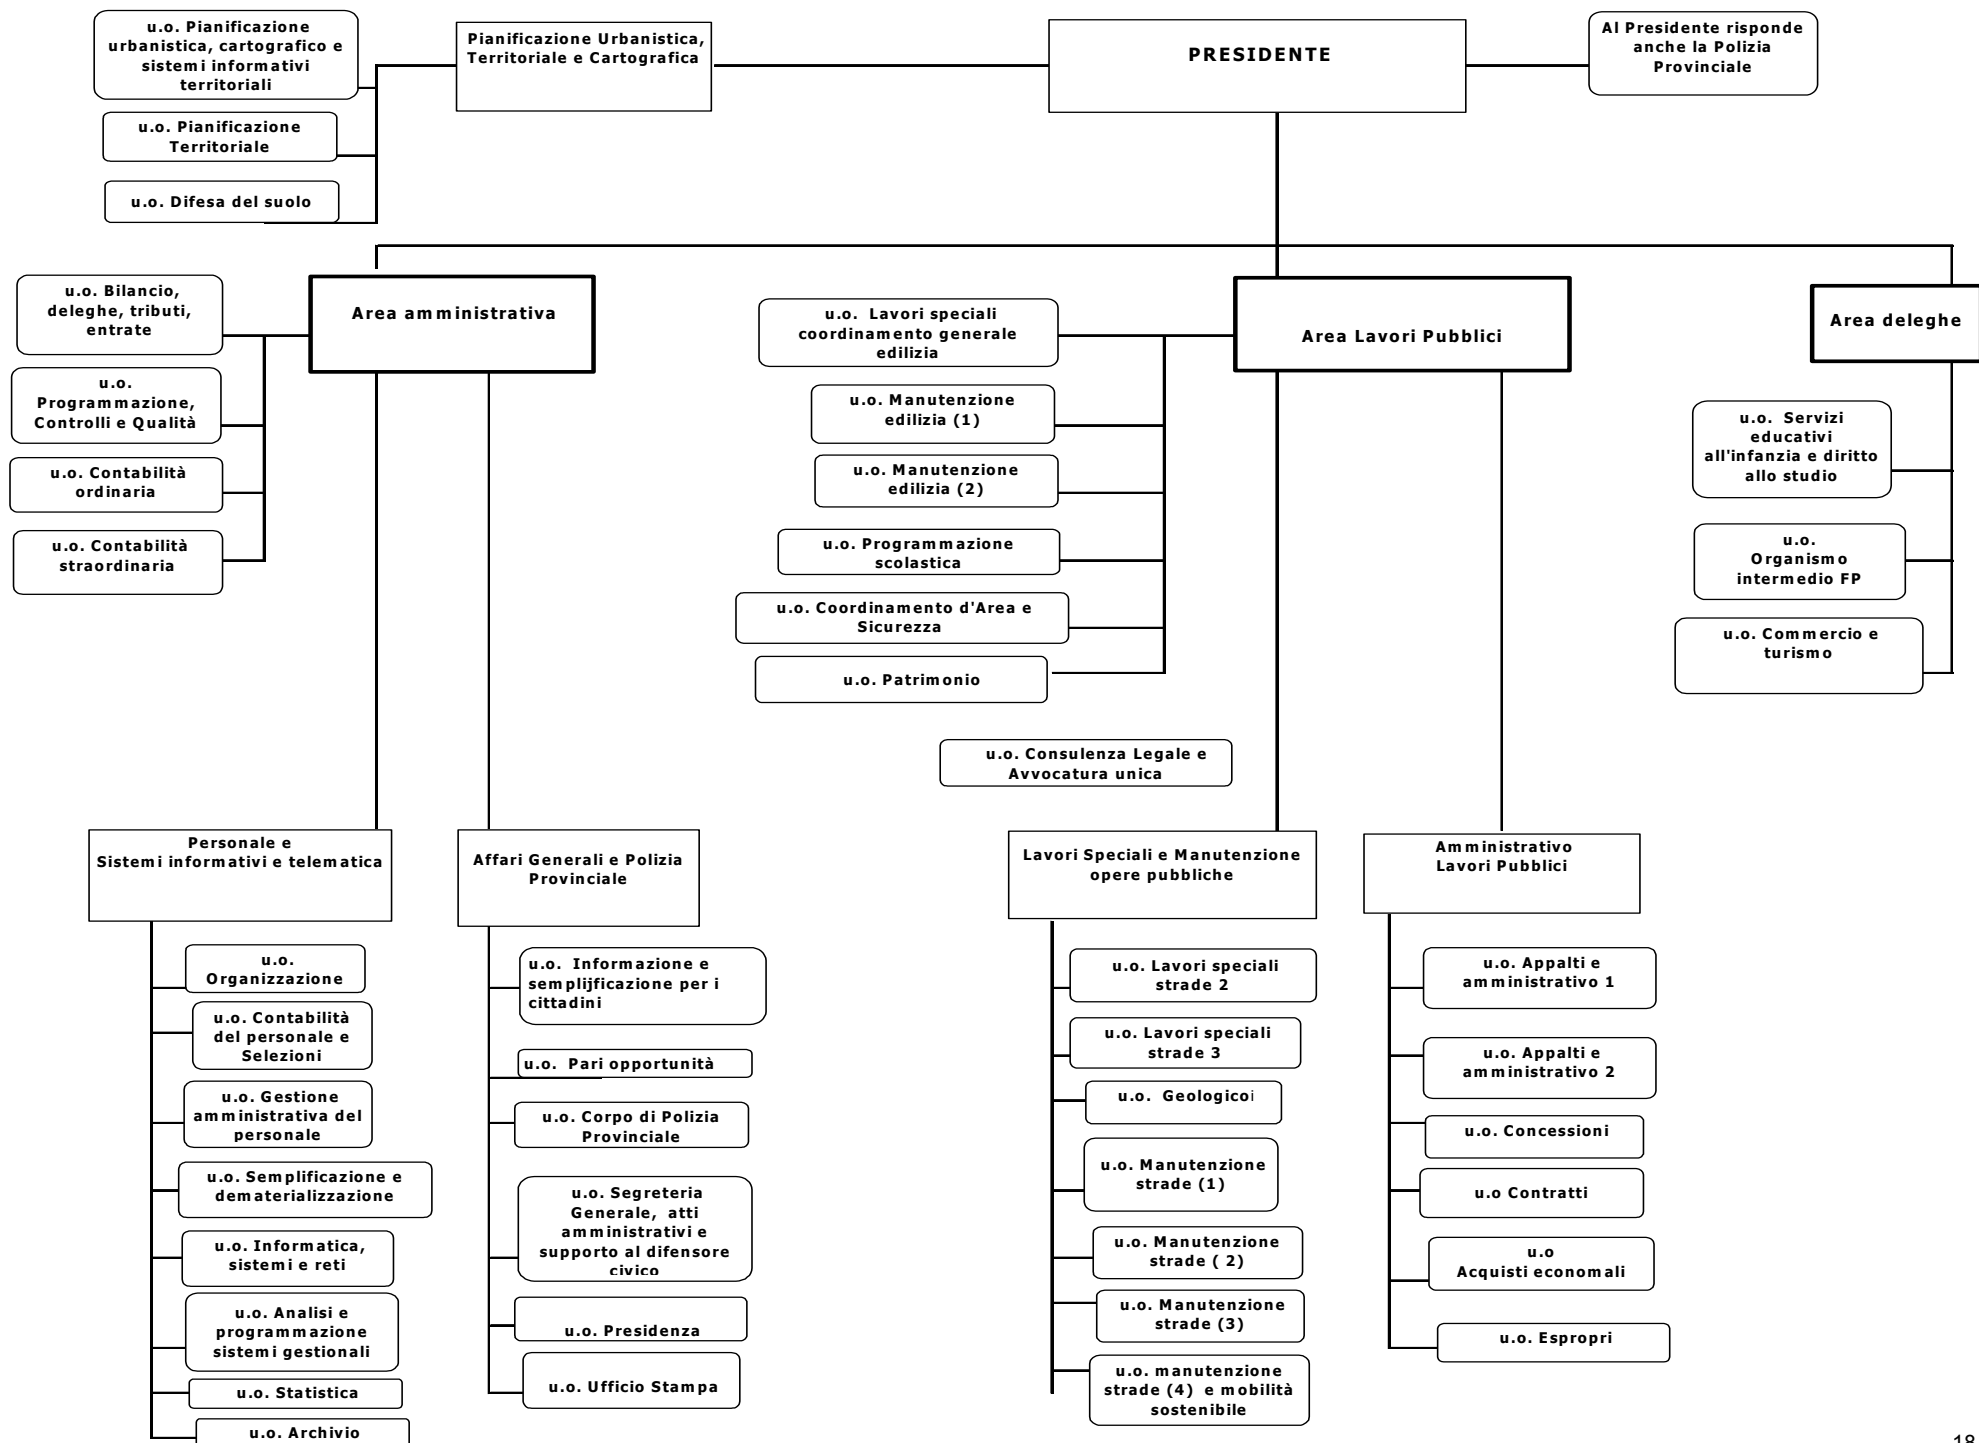 u.o. Pianificazione
urbanistica, cartografico e
sistemi informativi
territoriali
Pianificazione Urbanistica,
Territoriale e Cartografica
PRESIDENTE
Al Presidente risponde
anche la Polizia
Provinciale
u.o. Pianificazione
Territoriale
u.o. Difesa del suolo
u.o. Bilancio,
deleghe, tributi,
entrate
Area amministrativa
u.o. Lavori speciali
coordinamento generale
edilizia
Area Lavori Pubblici
Area deleghe
u.o.
Programmazione,
Controlli e Qualità
u.o. Contabilità
ordinaria
u.o. Contabilità
straordinaria
u.o. Manutenzione
edilizia (1)
u.o. Manutenzione
edilizia (2)
u.o. Programmazione
scolastica
u.o. Coordinamento d'Area e
Sicurezza
u.o. Patrimonio
u.o. Servizi
educativi
all'infanzia e diritto
allo studio
u.o.
Organismo
intermedio FP
u.o. Commercio e
turismo
u.o. Consulenza Legale e
Avvocatura unica
Personale e
Sistemi informativi e telematica
Affari Generali e Polizia
Provinciale
Lavori Speciali e Manutenzione
opere pubbliche
Amministrativo
Lavori Pubblici
u.o.
Organizzazione
u.o. Contabilità
del personale e
Selezioni
u.o. Gestione
amministrativa del
personale
u.o. Semplificazione e
dematerializzazione
u.o. Informatica,
sistemi e reti
u.o. Analisi e
programmazione
sistemi gestionali
u.o. Statistica
u.o. Archivio
u.o. Informazione e
semplijficazione per i
cittadini
u.o. Pari opportunità
u.o. Corpo di Polizia
Provinciale
u.o. Segreteria
Generale, atti
amministrativi e
supporto al difensore
civico
u.o. Presidenza
u.o. Ufficio Stampa
u.o. Lavori speciali
strade 2
u.o. Lavori speciali
strade 3
u.o. Geologicoi
u.o. Manutenzione
strade (1)
u.o. Manutenzione
strade ( 2)
u.o. Manutenzione
strade (3)
u.o. manutenzione
strade (4) e mobilità
sostenibile
u.o. Appalti e
amministrativo 1
u.o. Appalti e
amministrativo 2
u.o. Concessioni
u.o Contratti
u.o
Acquisti economali
u.o. Espropri
18